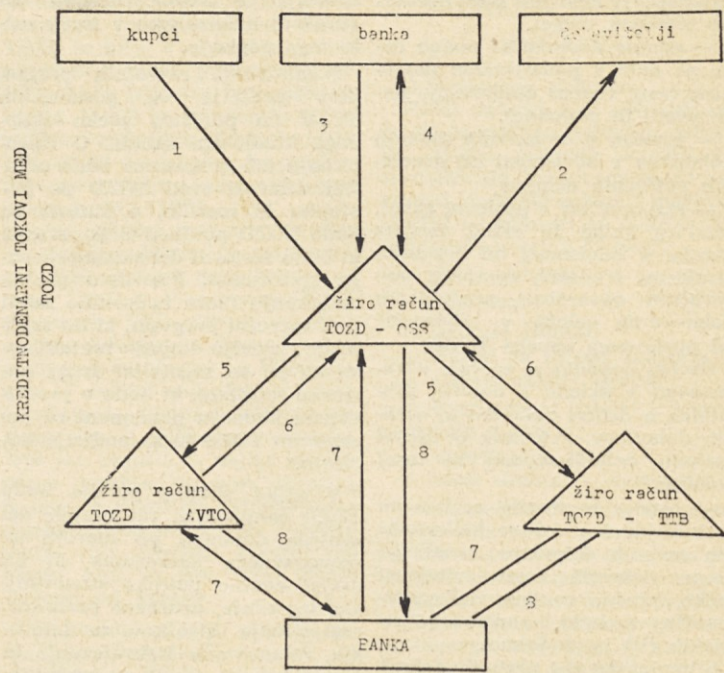 kupci
banka
dobavitelji
1
3
4
2
KREDITNODENARNI TOKOVI MED
TOZD
žiro račun
TOZD - OSS
5
6
7
8
5
6
žiro račun
TOZD AVTO
žiro račun
TOZD - TTB
7
8
7
8
BANKA